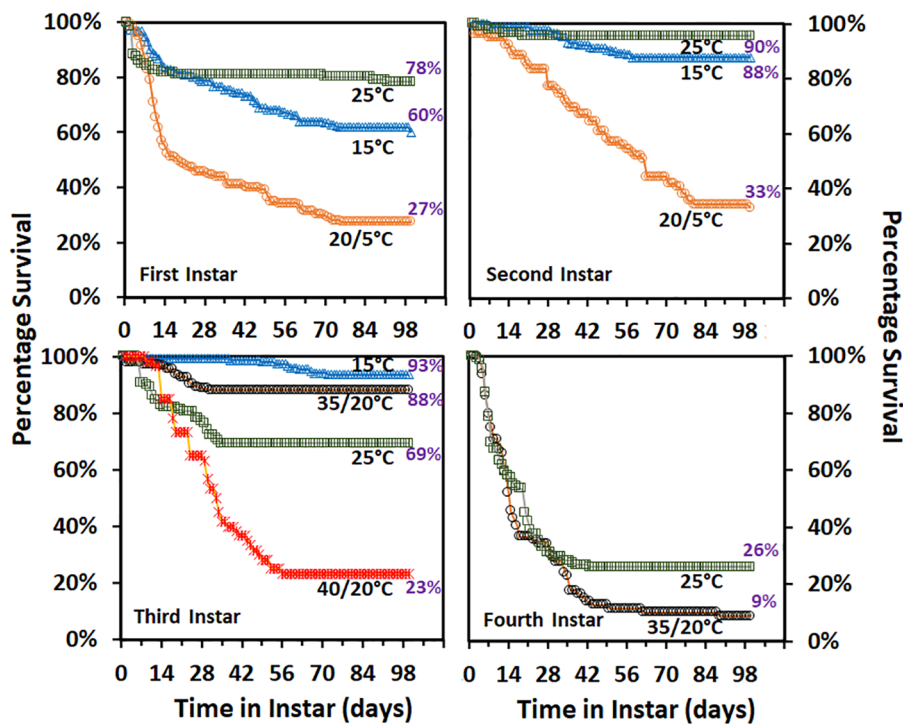 100%
80%
60%
40%
20%
0%
78%
25°C
60%
15°C
27%
20/5°C
First Instar
0 14 28 42 56 70 84 98
100%
80%
60%
40%
20%
0%
25°C
90%
15°C
88%
33%
20/5°C
Second Instar
0 14 28 42 56 70 84 98
Percentage Survival
Percentage Survival
100%
80%
60%
40%
20%
0%
15°C
93%
35/20°C
88%
25°C
69%
40/20°C
23%
Third Instar
0 14 28 42 56 70 84 98
Time in Instar (days)
100%
80%
60%
40%
20%
0%
26%
25°C
9%
35/20°C
Fourth Instar
0 14 28 42 56 70 84 98
Time in Instar (days)